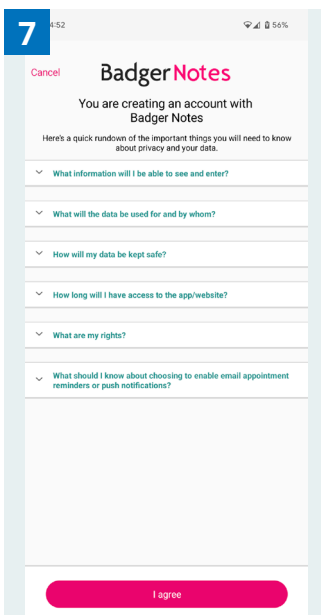 7
4:52
56%
Cancel
BadgerNotes
You are creating an account with
Badger Notes
Here's a quick rundown of the important things you will need to know
about privacy and your data.
What information will I be able to see and enter?
What will the data be used for and by whom?
How will my data be kept safe?
How long will I have access to the app/website?
What are my rights?
What should I know about choosing to enable email appointment
reminders or push notifications?
I agree